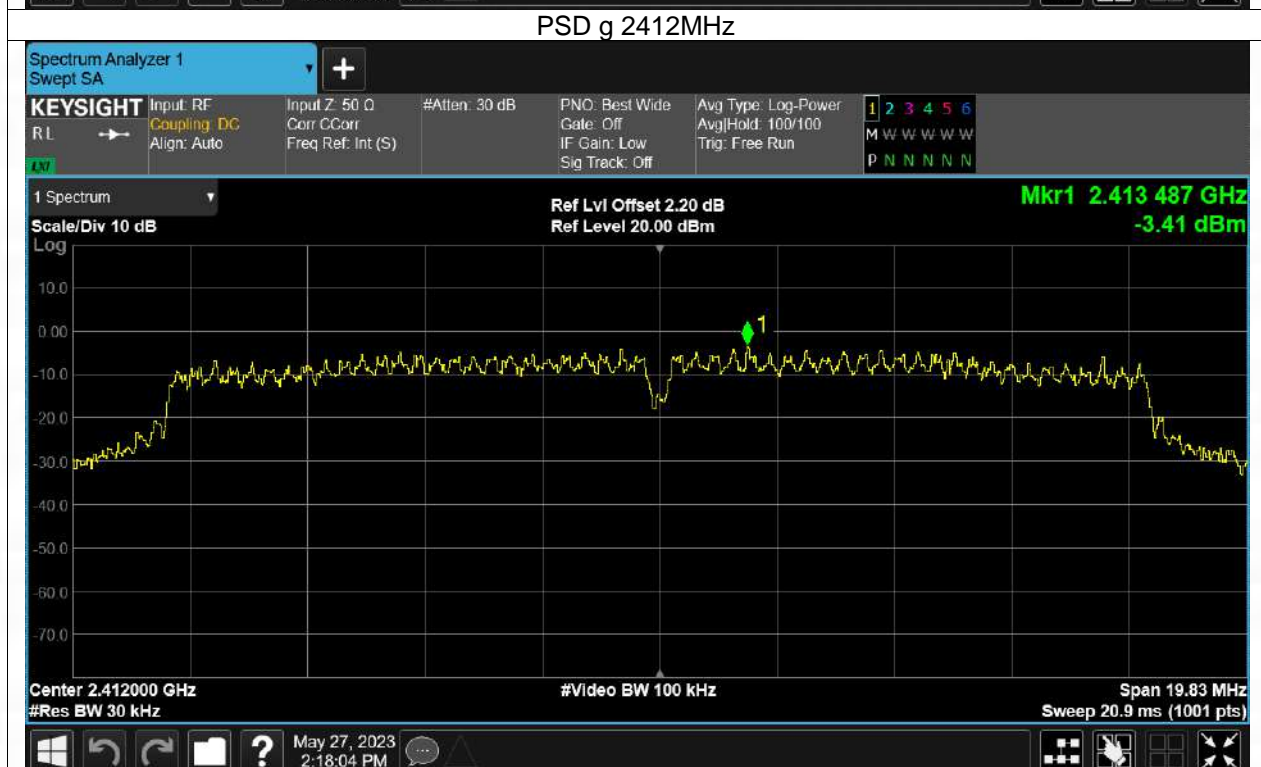 PSD g 2412MHz
Spectrum Analyzer 1
Swept SA
+
KEYSIGHT
RL
LXI
Input: RF
Coupling: DC
Align: Auto
Input Z: 50 Ω
Corr CCorr
Freq Ref: Int (S)
#Atten: 30 dB
PNO: Best Wide
Gate: Off
IF Gain: Low
Sig Track: Off
Avg Type: Log-Power
Avg|Hold: 100/100
Trig: Free Run
1 2 3 4 5 6
M W W W W W
P N N N N N
1 Spectrum
Scale/Div 10 dB
Ref Lvl Offset 2.20 dB
Ref Level 20.00 dBm
Mkr1 2.413 487 GHz
-3.41 dBm
Log
10.0
0.00
-10.0
-20.0
-30.0
-40.0
-50.0
-60.0
-70.0
1
Center 2.412000 GHz
#Video BW 100 kHz
Span 19.83 MHz
#Res BW 30 kHz
Sweep 20.9 ms (1001 pts)
?
May 27, 2023
2:18:04 PM